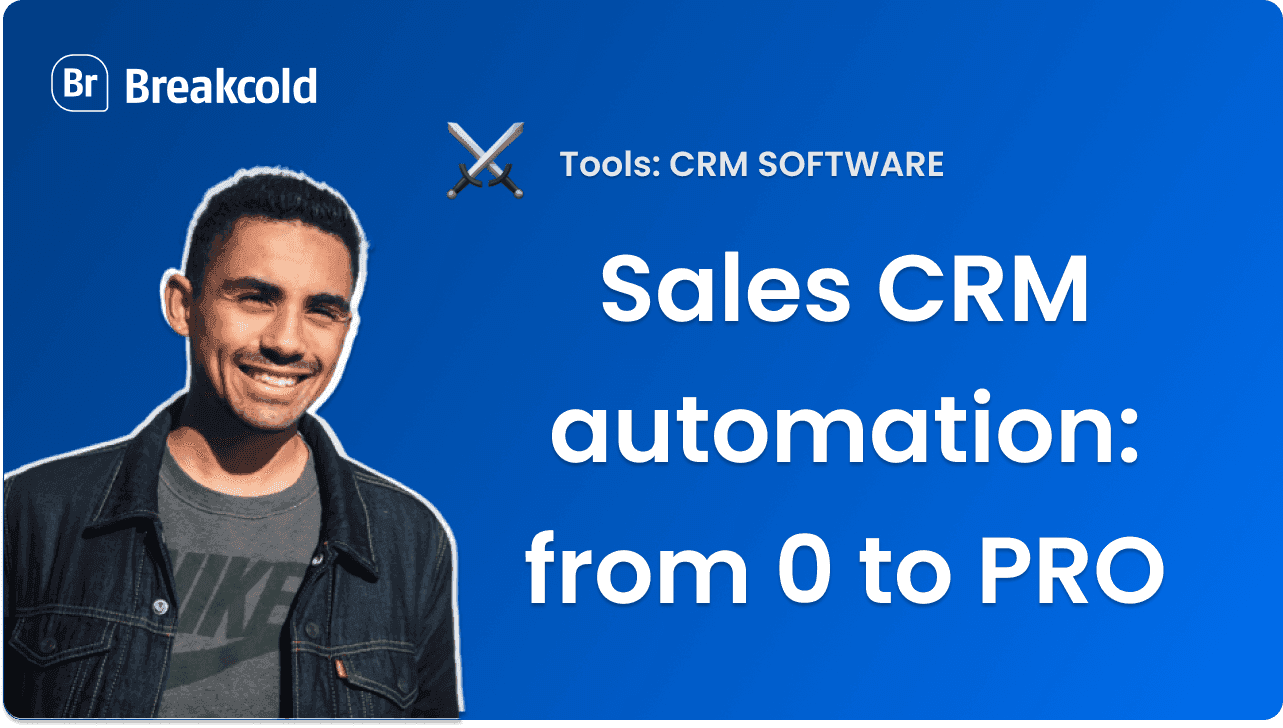 Br Breakcold
Tools: CRM SOFTWARE
Sales CRM
automation:
from 0 to PRO
NIKE